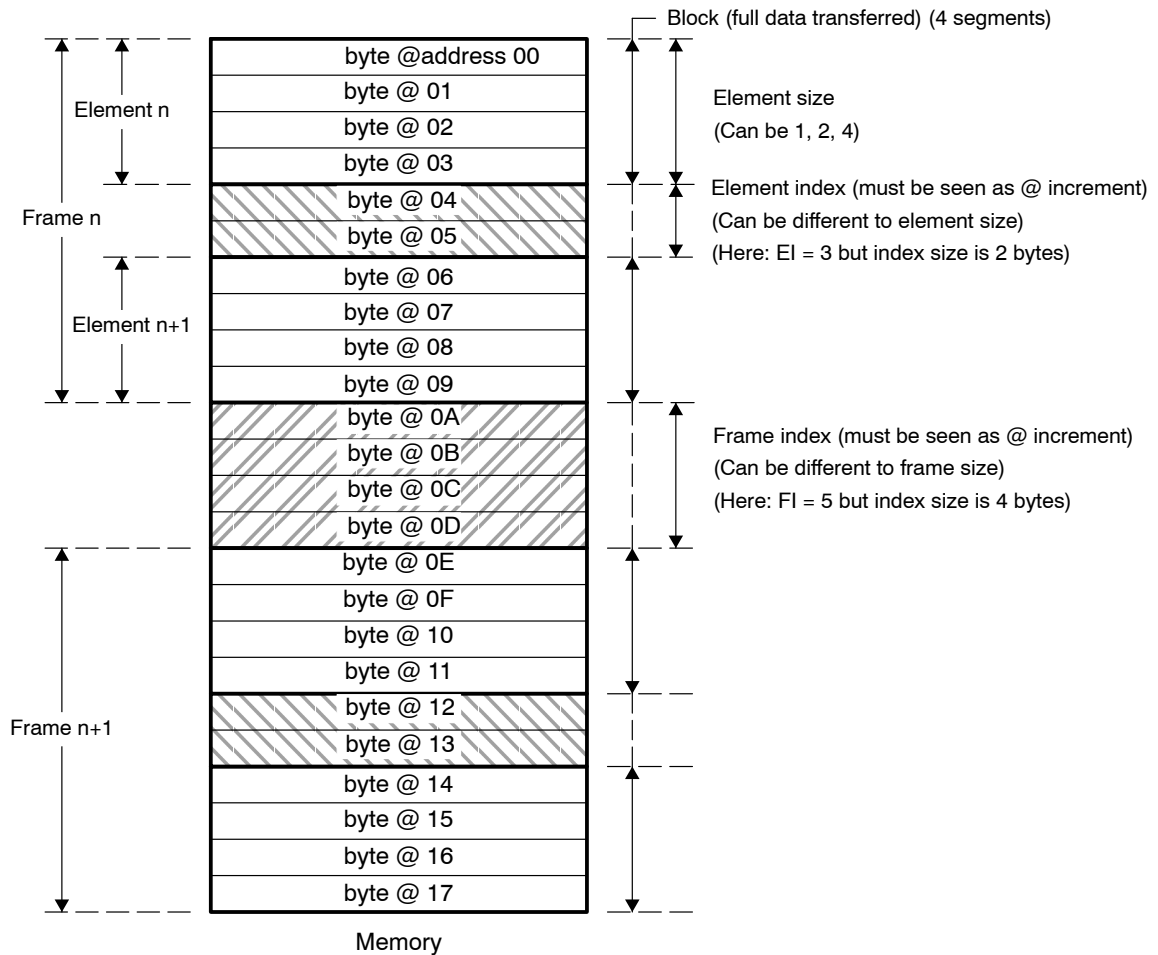 Block (full data transferred) (4 segments)
byte @address 00
byte @ 01
Element n
Element size
byte @ 02
(Can be 1, 2, 4)
byte @ 03
Element index (must be seen as @ increment)
byte @ 04
Frame n
(Can be different to element size)
byte @ 05
(Here: EI = 3 but index size is 2 bytes)
byte @ 06
byte @ 07
Element n+1
byte @ 08
byte @ 09
byte @ 0A
Frame index (must be seen as @ increment)
byte @ 0B
(Can be different to frame size)
byte @ 0C
(Here: FI = 5 but index size is 4 bytes)
byte @ 0D
byte @ 0E
byte @ 0F
byte @ 10
byte @ 11
byte @ 12
Frame n+1
byte @ 13
byte @ 14
byte @ 15
byte @ 16
byte @ 17
Memory